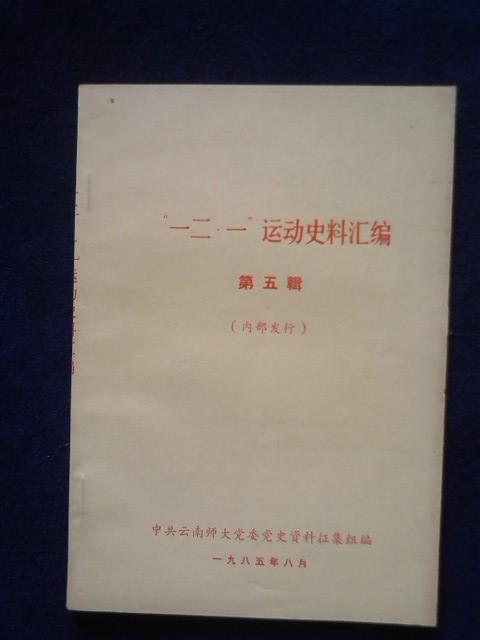 “一二·一”运动史料汇编
第五輯
（内部发行）
中共云南师大党委党史资料征集组编
一九八五年八月